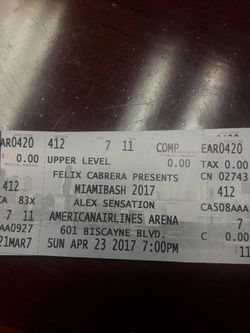 EAR0420 412 7 11 COMP EAR0420
0.00 UPPER LEVEL 0.00 TAX 0.00
FELIX CABRERA PRESENTS CN 02743
412 MIAMIBASH 2017 412
CA 83X ALEX SENSATION CA508AAA
7 11 AMERICANAIRLINES ARENA 7
AAA0927 601 BISCAYNE BLVD. C 0.00
21MAR7 SUN APR 23 2017 7:00PM 11